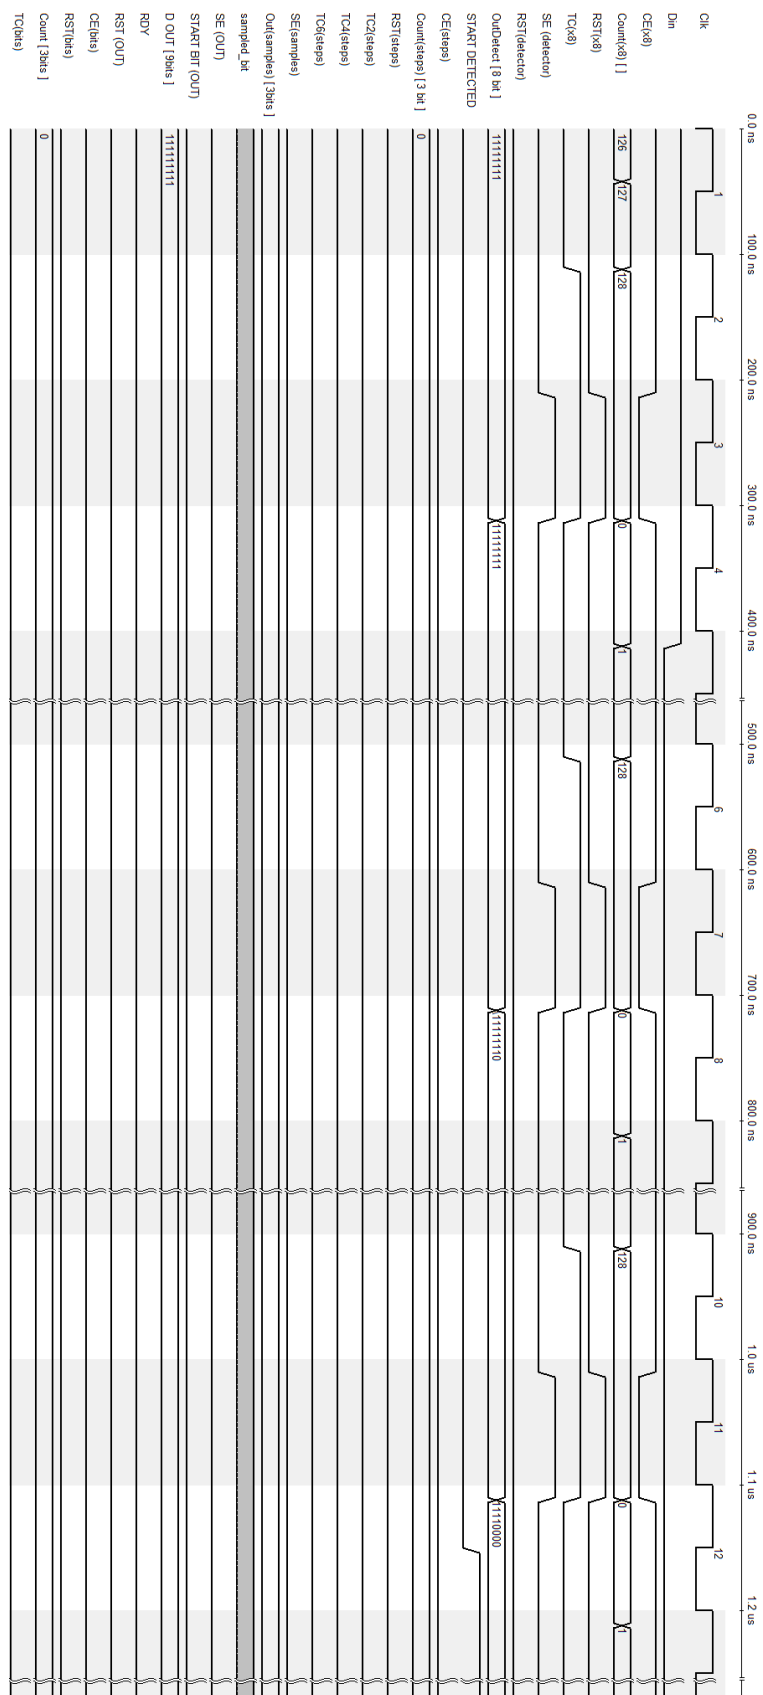 0.0 ns 100.0 ns 200.0 ns 300.0 ns 400.0 ns 500.0 ns 600.0 ns 700.0 ns 800.0 ns 900.0 ns 1.0 us 1.1 us 1.2 us
Clk 1 2 3 4 6 7 8 10 11 12
Din
CE(x8)
Count(x8) [ ] 126 127 128 0 1 128 0 1 128 0 1
RST(x8)
TC(x8)
SE (detector)
RST(detector)
OutDetect [ 8 bit ] 11111111 11111111 11111110 11110000
START DETECTED
CE(steps)
Count(steps) [ 3 bit ] 0
RST(steps)
TC2(steps)
TC4(steps)
TC6(steps)
SE(samples)
Out(samples) [3bits ]
sampled_bit
SE (OUT)
START BIT (OUT)
D OUT [ 9bits ] 111111111
RDY
RST (OUT)
CE(bits)
RST(bits)
Count [3bits ] 0
TC(bits)